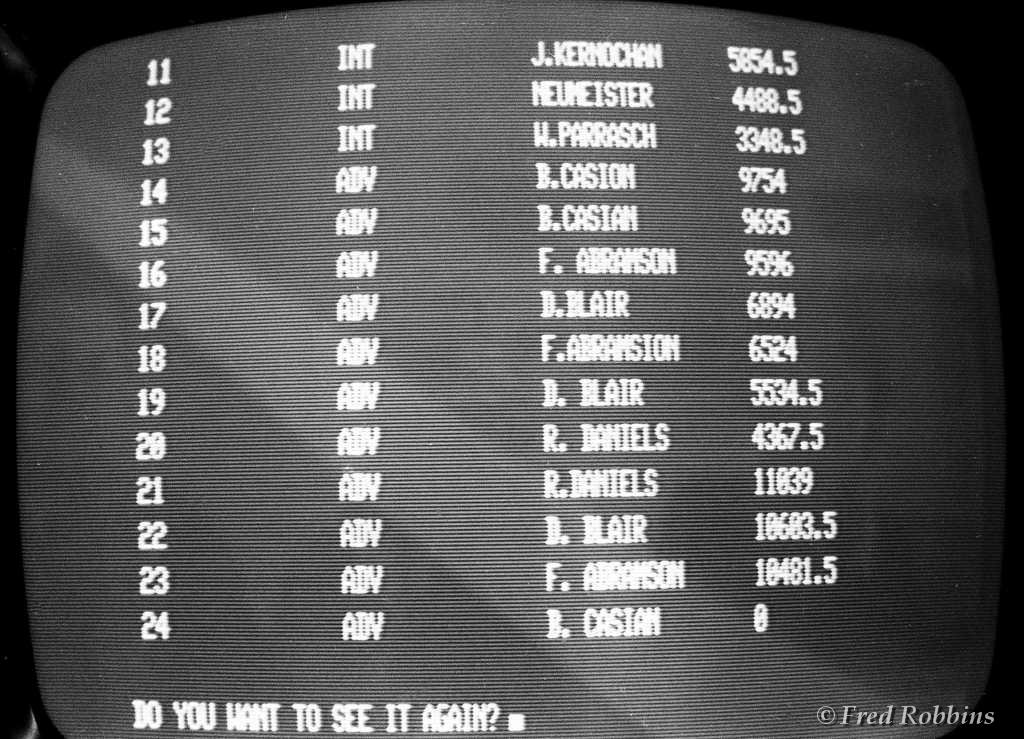 11 INT J.KERNOCHAN 5854.5
12 INT NEUMEISTER 4488.5
13 INT W.PARRASCH 3348.5
14 ADV B.CASION 9754
15 ADV B.CASIAN 9695
16 ADV F. ABRAMSON 9596
17 ADV D.BLAIR 6894
18 ADV F.ABRAMSION 6524
19 ADV D. BLAIR 5534.5
20 ADV R. DANIELS 4367.5
21 ADV R.DANIELS 11039
22 ADV D. BLAIR 10603.5
23 ADV F. ABRAMSON 10481.5
24 ADV B. CASIAN 0
DO YOU WANT TO SEE IT AGAIN?
© Fred Robbins